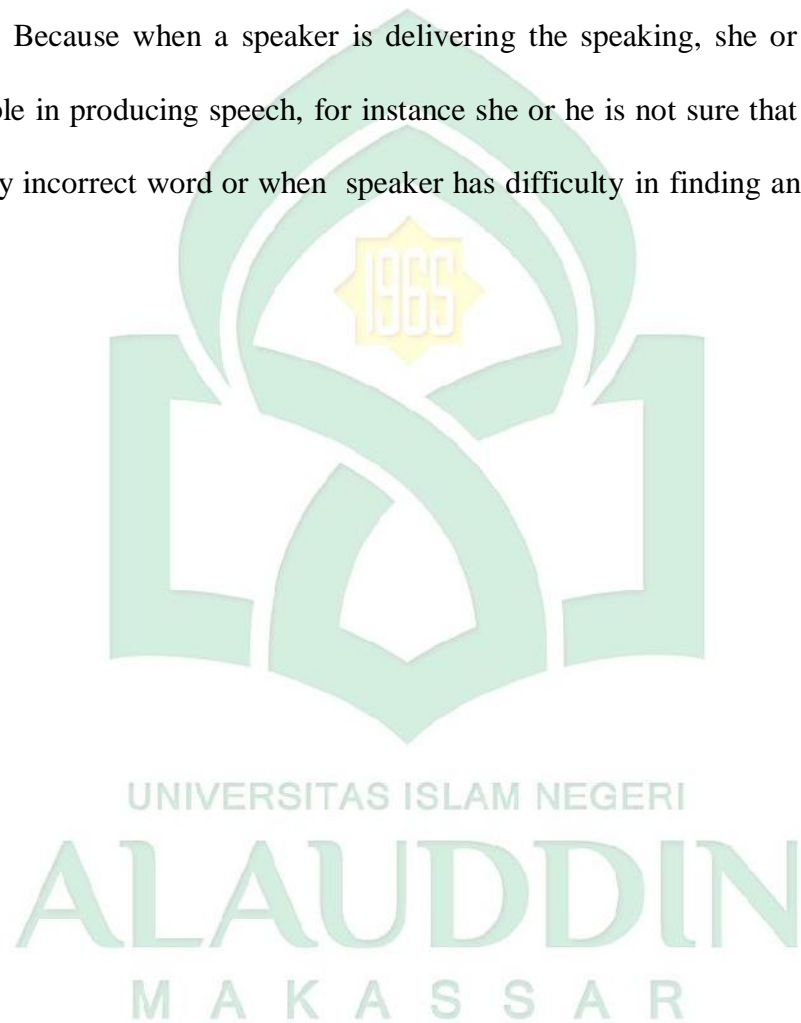 Because when a speaker is delivering the speaking, she or
in producing speech, for instance she or he is not sure that
incorrect word or when speaker has difficulty in finding an
1965
UNIVERSITAS ISLAM NEGERI
ALAUDDIN
MAKASSAR